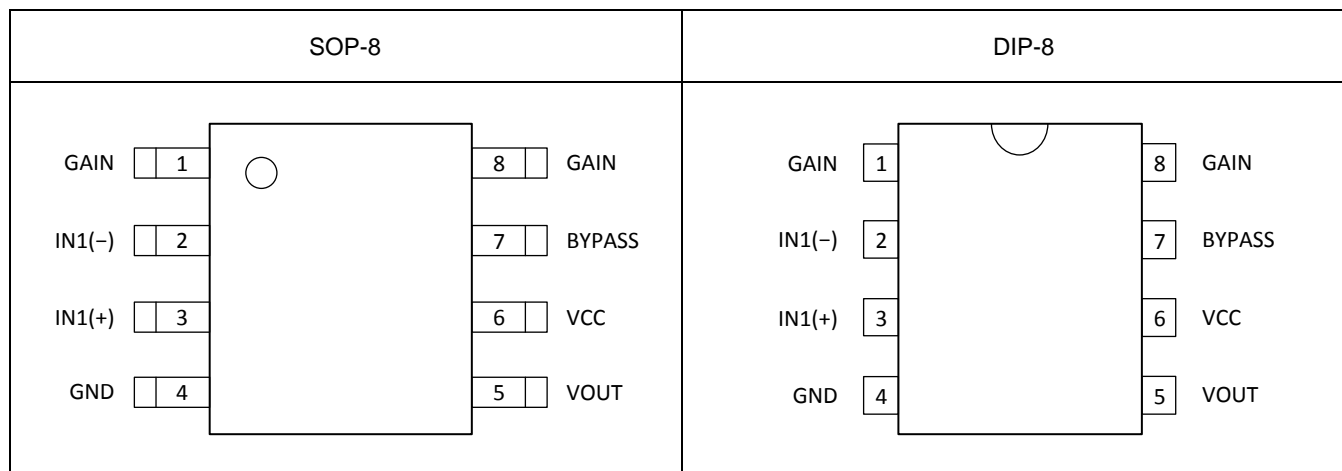 SOP-8
DIP-8
GAIN 1 8 GAIN
IN1(−) 2 7 BYPASS
IN1(+) 3 6 VCC
GND 4 5 VOUT
GAIN 1 8 GAIN
IN1(−) 2 7 BYPASS
IN1(+) 3 6 VCC
GND 4 5 VOUT